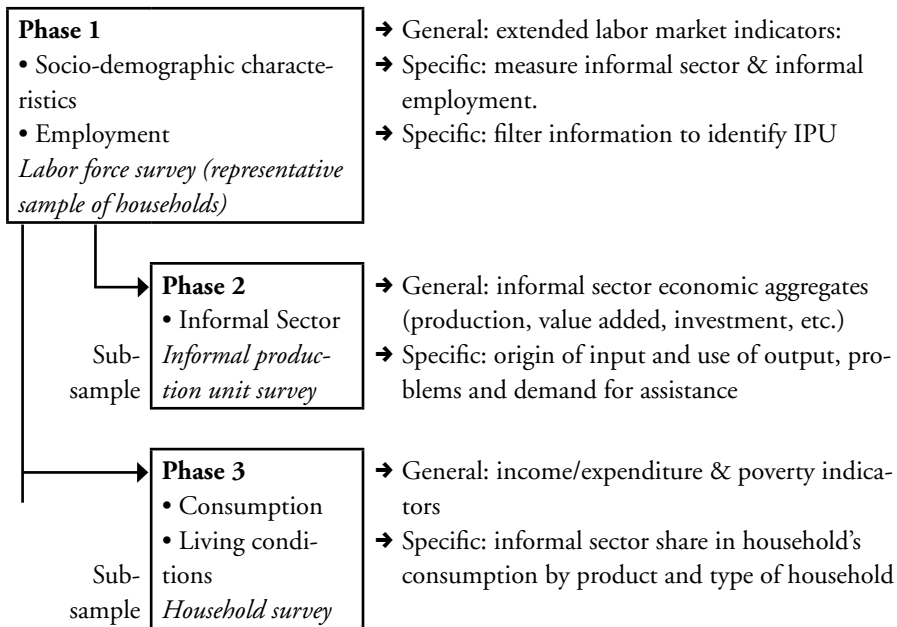 Phase 1
• Socio-demographic characte-
ristics
• Employment
Labor force survey (representative
sample of households)
➔ General: extended labor market indicators:
➔ Specific: measure informal sector & informal
employment.
➔ Specific: filter information to identify IPU
Sub-
sample
Phase 2
• Informal Sector
Informal produc-
tion unit survey
➔ General: informal sector economic aggregates
(production, value added, investment, etc.)
➔ Specific: origin of input and use of output, pro-
blems and demand for assistance
Sub-
sample
Phase 3
• Consumption
• Living condi-
tions
Household survey
➔ General: income/expenditure & poverty indica-
tors
➔ Specific: informal sector share in household’s
consumption by product and type of household